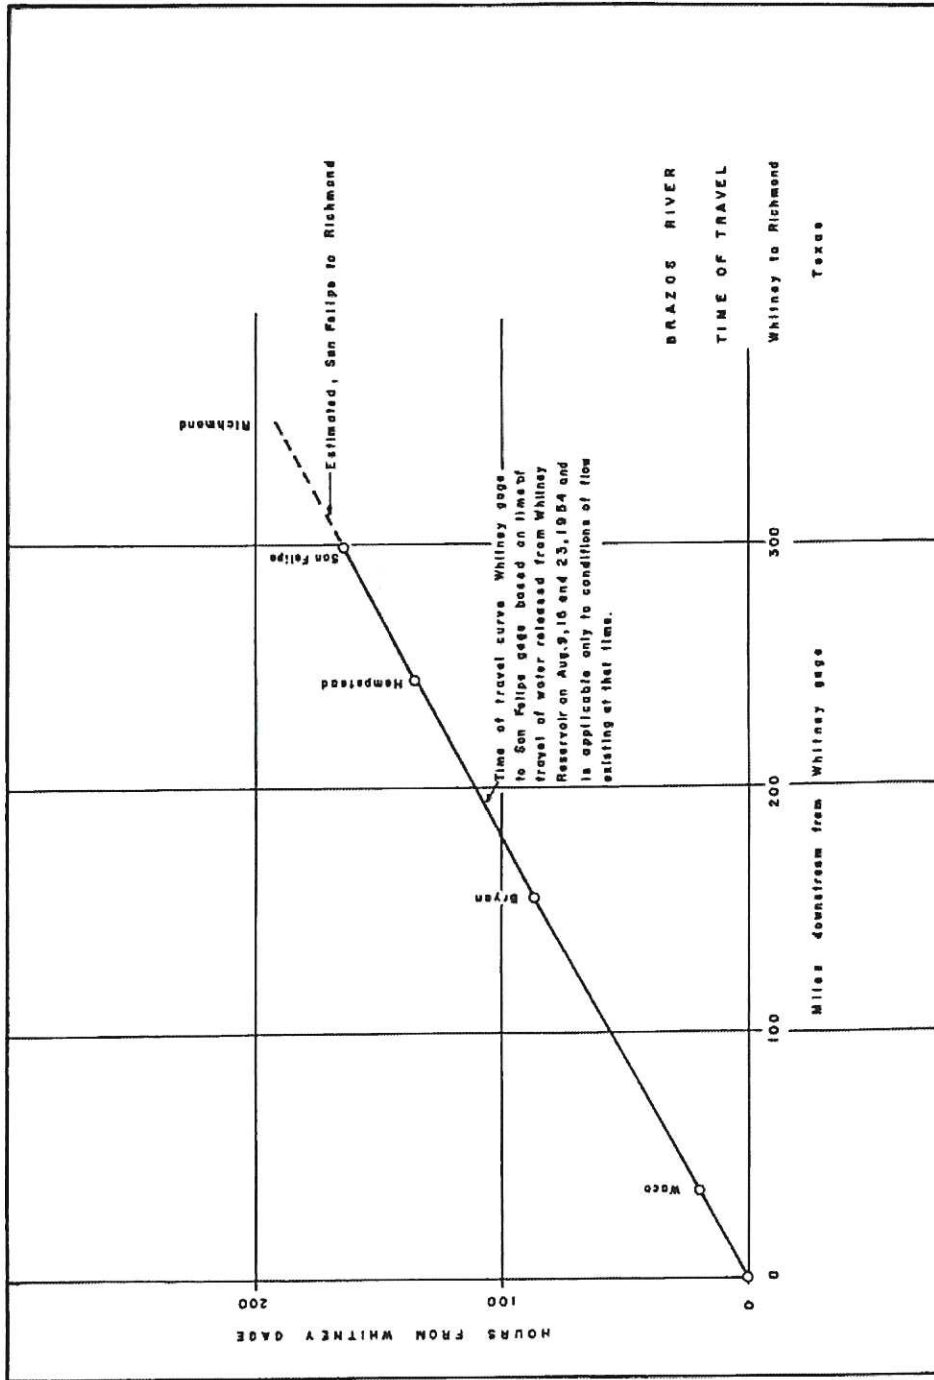 HOURS FROM WHITNEY GAGE
200
100
0
0
100
200
300
Miles downstream from Whitney gage
Waco
Bryan
Hempstead
San Felipe
Richmond
Estimated, San Felipe to Richmond
Time of travel curve Whitney gage
to San Felipe gage based on time of
travel of water released from Whitney
Reservoir on Aug. 9, 16 and 23, 1954 and
is applicable only to conditions of flow
existing at that time.
BRAZOS RIVER
TIME OF TRAVEL
Whitney to Richmond
Texas